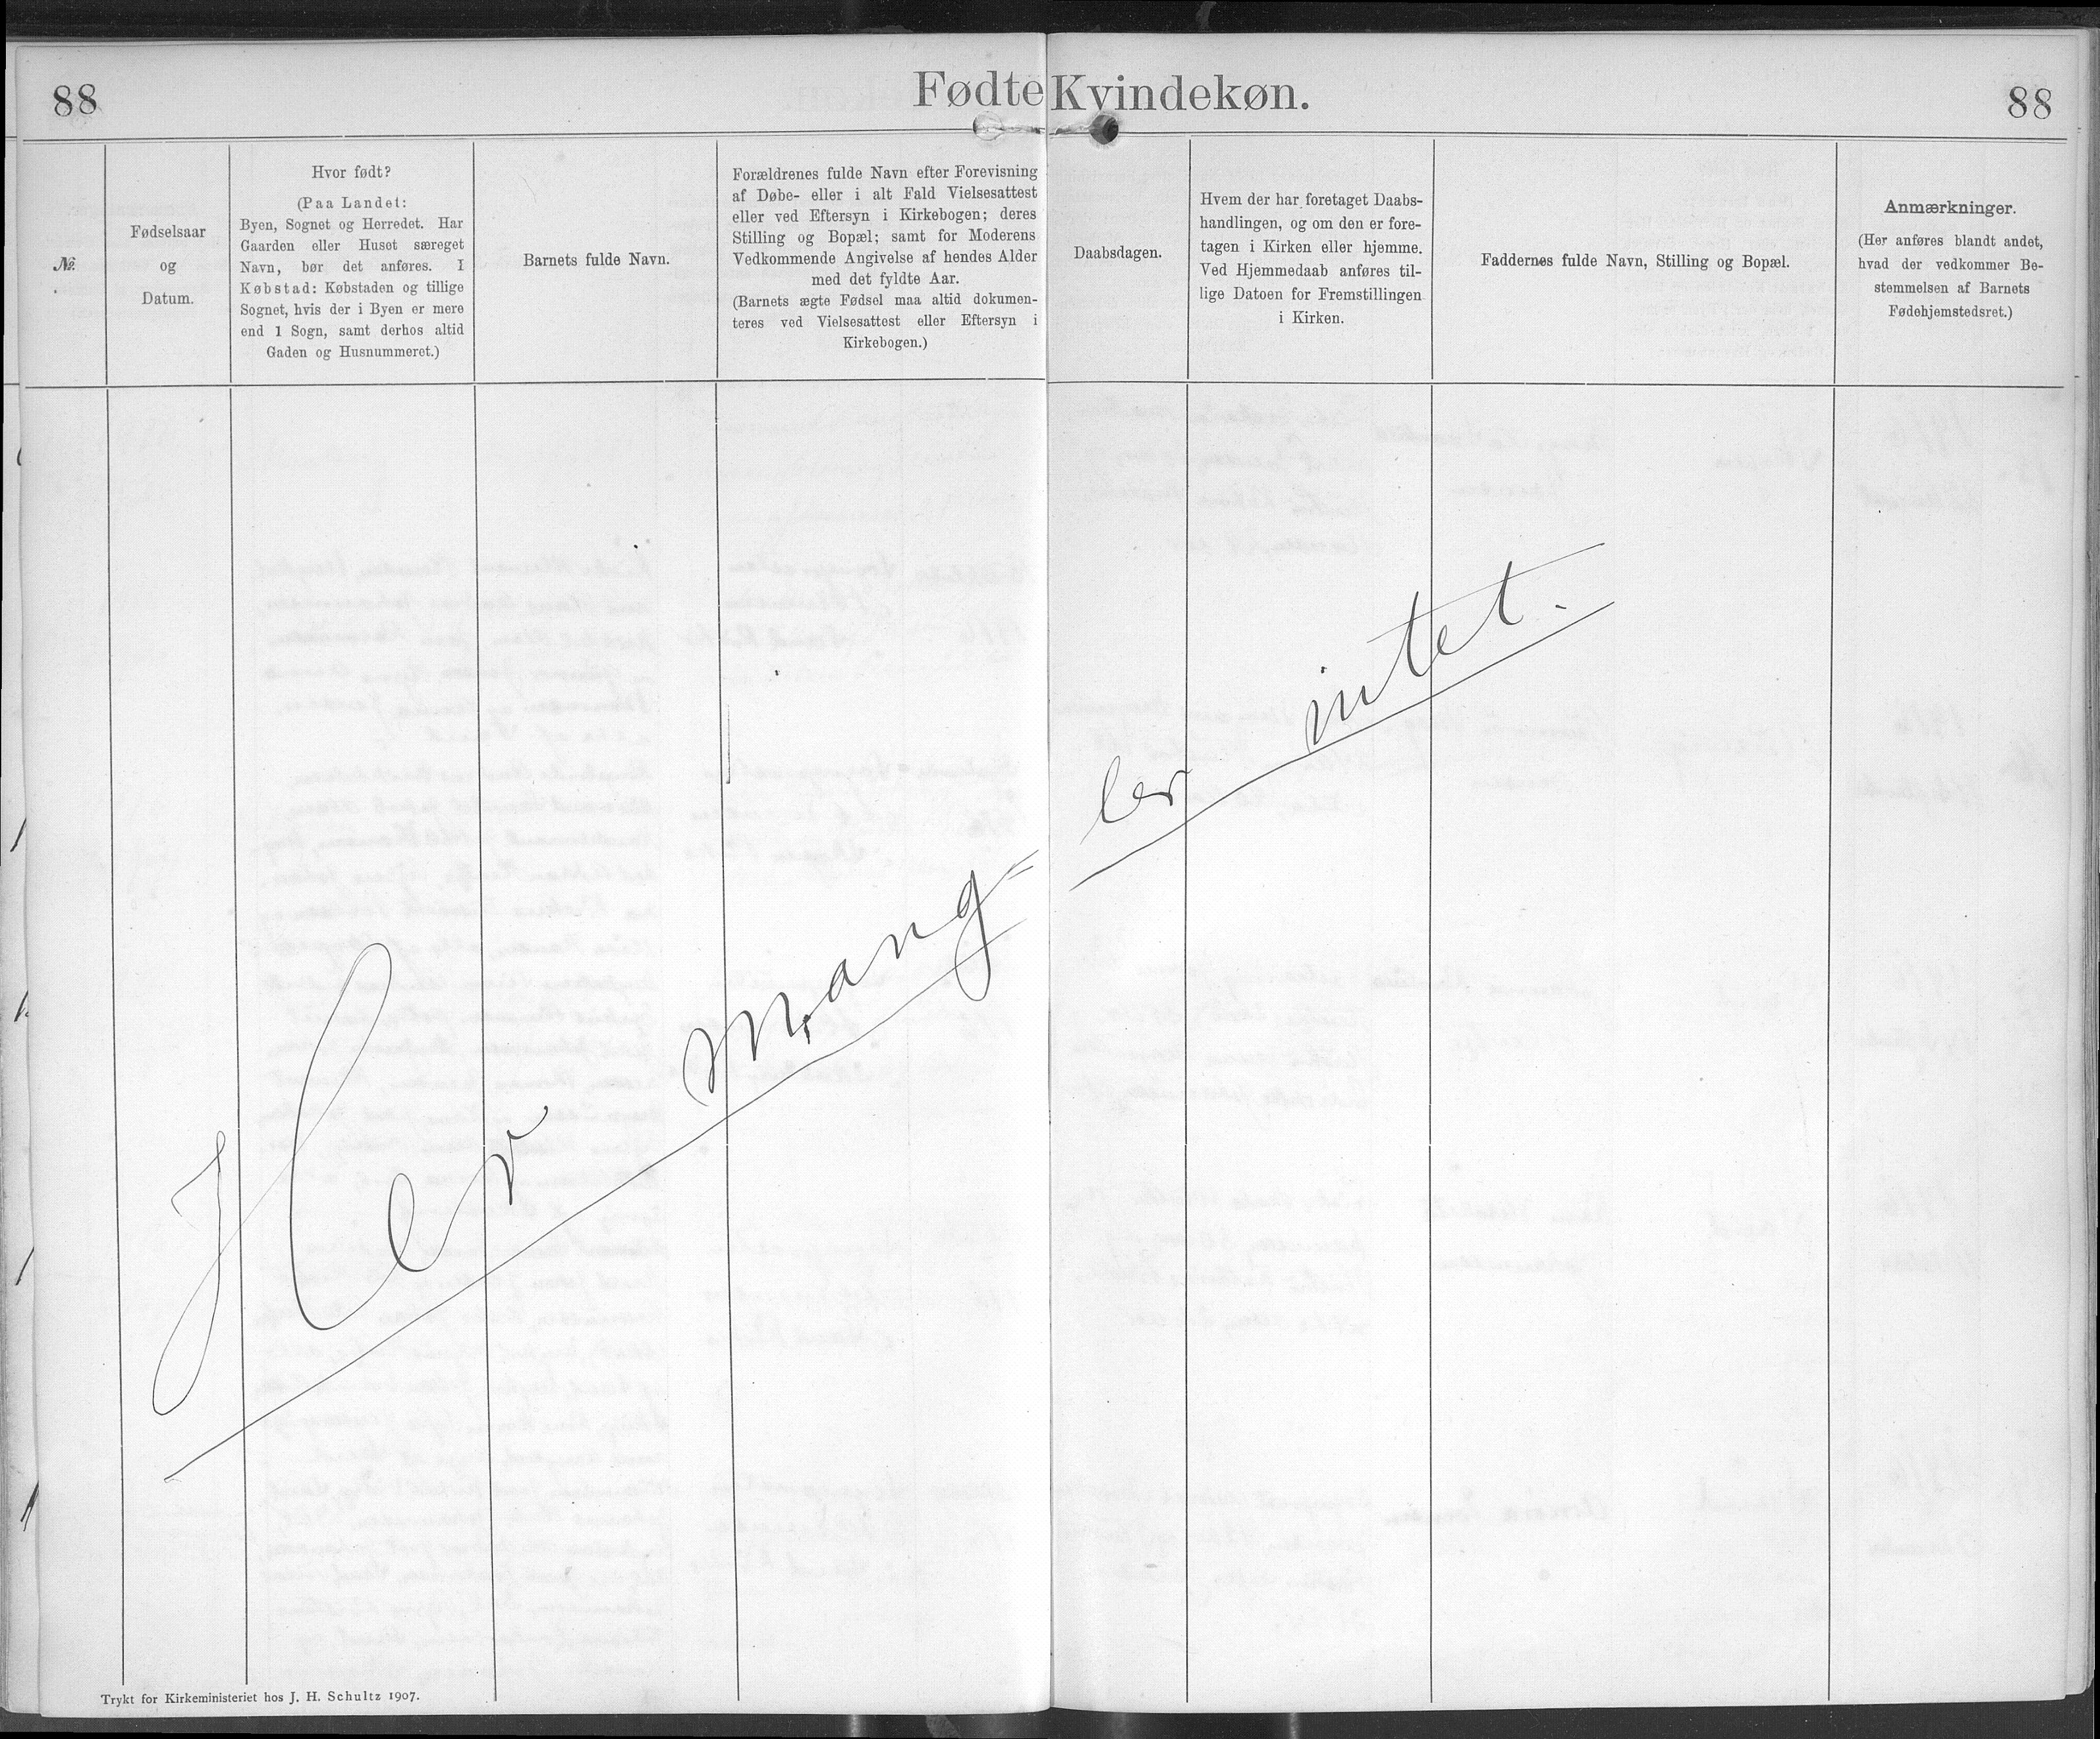 88
Fødte Kvindekøn.
88
№.
Fødselsaar
og
Datum.
Hvor født?
(Paa Landet:
Byen, Sognet og Herredet. Har
Gaarden eller Huset særeget
Navn, bør det anføres. I
Købstad: Købstaden og tillige
Sognet, hvis der i Byen er mere
end 1 Sogn, samt derhos altid
Gaden og Husnummeret.)
Barnets fulde Navn.
Forældrenes fulde Navn efter Forevisning
af Døbe- eller i alt Fald Vielsesattest
eller ved Eftersyn i Kirkebogen; deres
Stilling og Bopæl; samt for Moderens
Vedkommende Angivelse af hendes Alder
med det fyldte Aar.
(Barnets ægte Fødsel maa altid dokumen-
teres ved Vielsesattest eller Eftersyn i
Kirkebogen.)
Daabsdagen.
Hvem der har foretaget Daabs-
handlingen, og om den er fore-
tagen i Kirken eller hjemme.
Ved Hjemmedaab anføres til-
lige Datoen for Fremstillingen
i Kirken.
Faddernes fulde Navn, Stilling og Bopæl.
Anmærkninger.
(Her anføres blandt andet,
hvad der vedkommer Be-
stemmelsen af Barnets
Fødehjemstedsret.)
Her mang=ler intet.
Trykt for Kirkeministeriet hos J. H. Schultz 1907.